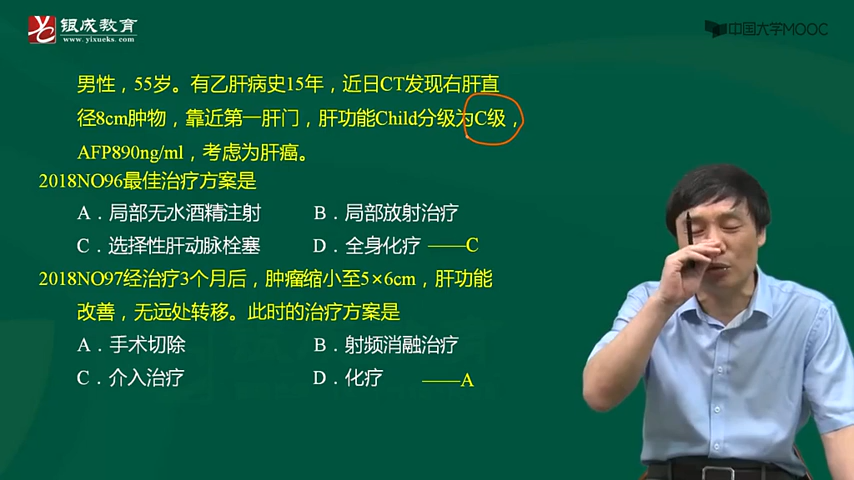 银成教育
www.yixueks.com
中国大学MOOC
男性，55岁。有乙肝病史15年，近日CT发现右肝直
径8cm肿物，靠近第一肝门，肝功能Child分级为C级，
AFP890ng/ml，考虑为肝癌。
2018NO96最佳治疗方案是
A．局部无水酒精注射 B．局部放射治疗
C．选择性肝动脉栓塞 D．全身化疗 ——C
2018NO97经治疗3个月后，肿瘤缩小至5×6cm，肝功能
改善，无远处转移。此时的治疗方案是
A．手术切除 B．射频消融治疗
C．介入治疗 D．化疗 ——A